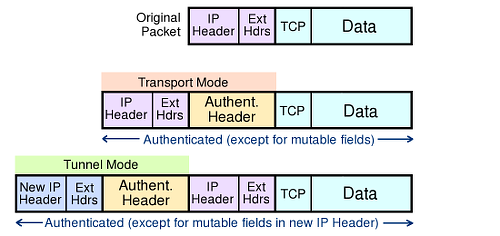 Original
Packet
IP
Header
Ext
Hdrs
TCP
Data
Transport Mode
IP
Header
Ext
Hdrs
Authent.
Header
TCP
Data
Authenticated (except for mutable fields)
Tunnel Mode
New IP
Header
Ext
Hdrs
Authent.
Header
IP
Header
Ext
Hdrs
TCP
Data
Authenticated (except for mutable fields in new IP Header)